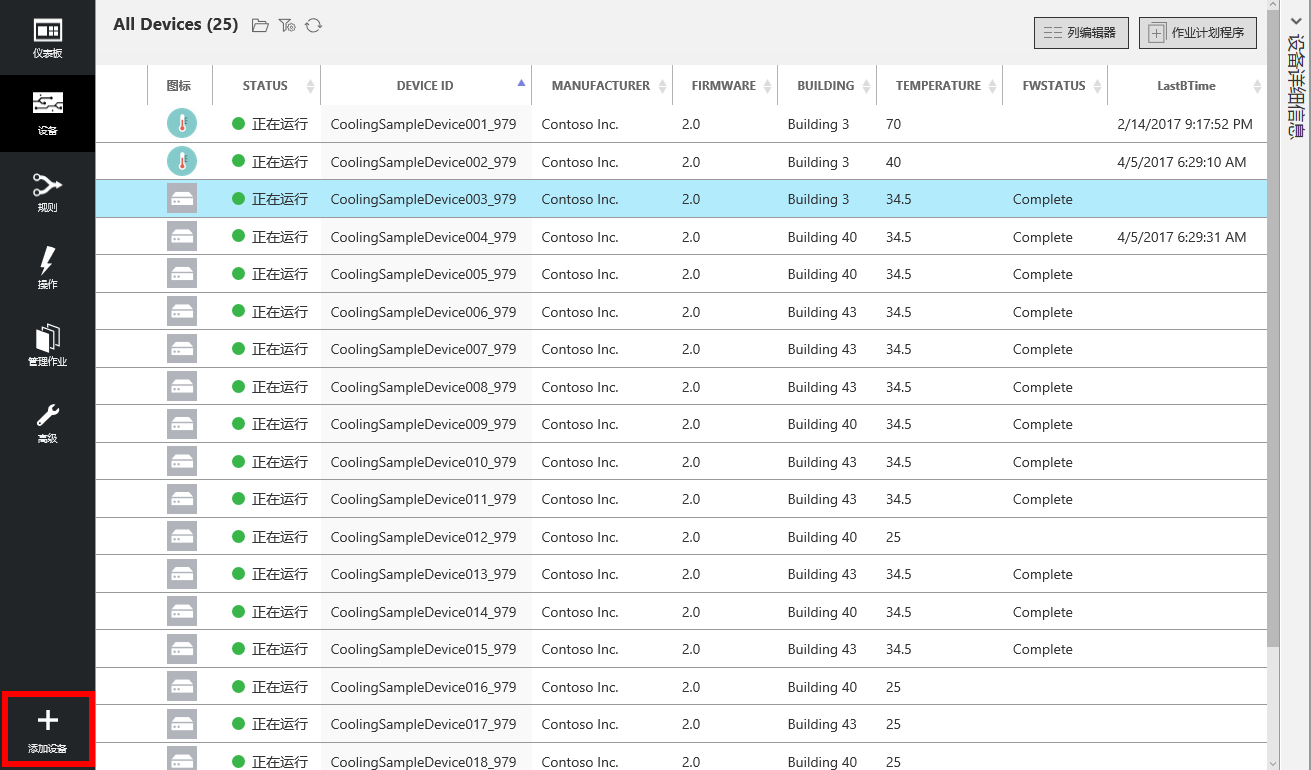 仪表板
设备
规则
操作
管理作业
高级
添加设备
All Devices (25)
列编辑器
作业计划程序
图标 STATUS DEVICE ID MANUFACTURER FIRMWARE BUILDING TEMPERATURE FWSTATUS LastBTime
正在运行 CoolingSampleDevice001_979 Contoso Inc. 2.0 Building 3 70 2/14/2017 9:17:52 PM
正在运行 CoolingSampleDevice002_979 Contoso Inc. 2.0 Building 3 40 4/5/2017 6:29:10 AM
正在运行 CoolingSampleDevice003_979 Contoso Inc. 2.0 Building 3 34.5 Complete
正在运行 CoolingSampleDevice004_979 Contoso Inc. 2.0 Building 40 34.5 Complete 4/5/2017 6:29:31 AM
正在运行 CoolingSampleDevice005_979 Contoso Inc. 2.0 Building 40 34.5 Complete
正在运行 CoolingSampleDevice006_979 Contoso Inc. 2.0 Building 43 34.5 Complete
正在运行 CoolingSampleDevice007_979 Contoso Inc. 2.0 Building 43 34.5 Complete
正在运行 CoolingSampleDevice008_979 Contoso Inc. 2.0 Building 43 34.5 Complete
正在运行 CoolingSampleDevice009_979 Contoso Inc. 2.0 Building 40 34.5 Complete
正在运行 CoolingSampleDevice010_979 Contoso Inc. 2.0 Building 43 34.5 Complete
正在运行 CoolingSampleDevice011_979 Contoso Inc. 2.0 Building 43 34.5 Complete
正在运行 CoolingSampleDevice012_979 Contoso Inc. 2.0 Building 40 25
正在运行 CoolingSampleDevice013_979 Contoso Inc. 2.0 Building 43 34.5 Complete
正在运行 CoolingSampleDevice014_979 Contoso Inc. 2.0 Building 40 34.5 Complete
正在运行 CoolingSampleDevice015_979 Contoso Inc. 2.0 Building 43 34.5 Complete
正在运行 CoolingSampleDevice016_979 Contoso Inc. 2.0 Building 40 25
正在运行 CoolingSampleDevice017_979 Contoso Inc. 2.0 Building 43 25
正在运行 CoolingSampleDevice018_979 Contoso Inc. 2.0 Building 40 25
设备详细信息